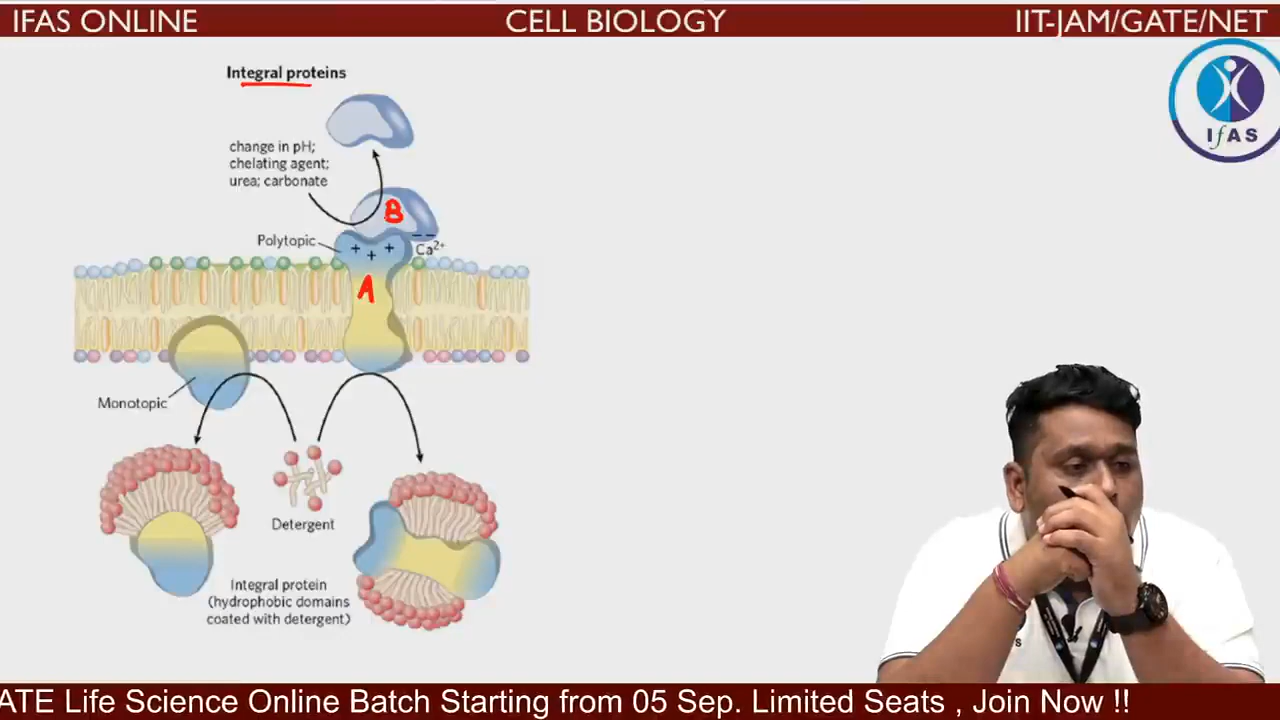 IFAS ONLINE
CELL BIOLOGY
IIT-JAM/GATE/NET
IfAS
Integral proteins
change in pH;
chelating agent;
urea; carbonate
B
Polytopic
+ + +
– –
Ca²⁺
A
Monotopic
Detergent
Integral protein
(hydrophobic domains
coated with detergent)
ATE Life Science Online Batch Starting from 05 Sep. Limited Seats , Join Now !!